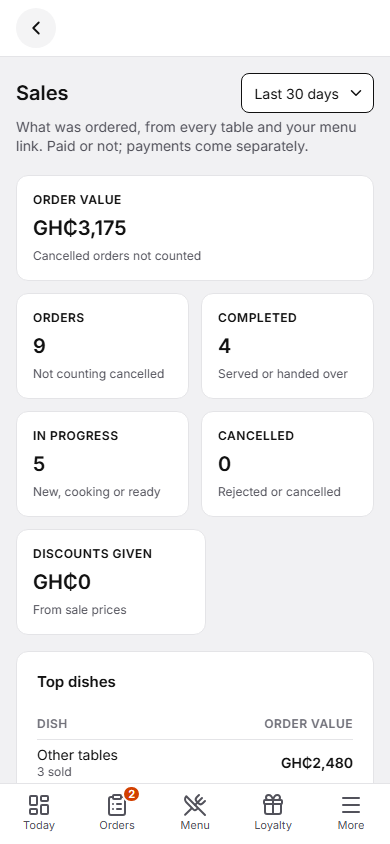 Sales
Last 30 days
What was ordered, from every table and your menu
link. Paid or not; payments come separately.
ORDER VALUE
GH₵3,175
Cancelled orders not counted
ORDERS
9
Not counting cancelled
COMPLETED
4
Served or handed over
IN PROGRESS
5
New, cooking or ready
CANCELLED
0
Rejected or cancelled
DISCOUNTS GIVEN
GH₵0
From sale prices
Top dishes
DISH ORDER VALUE
Other tables
3 sold
GH₵2,480
2
Today Orders Menu Loyalty More